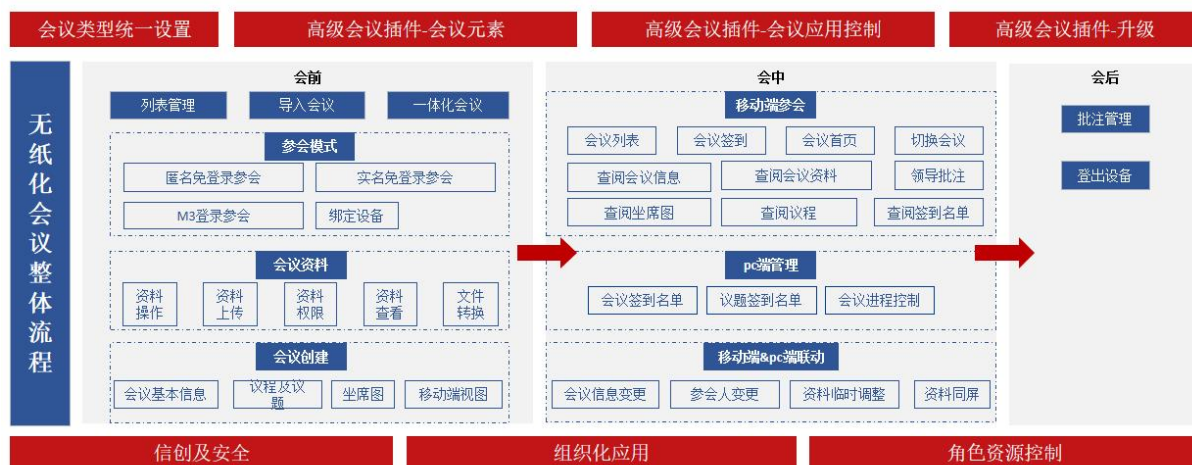 会议类型统一设置
高级会议插件-会议元素
高级会议插件-会议应用控制
高级会议插件-升级
无纸化会议整体流程
会前
列表管理
导入会议
一体化会议
参会模式
匿名免登录参会
实名免登录参会
M3登录参会
绑定设备
会议资料
资料
操作
资料
上传
资料
权限
资料
查看
文件
转换
会议创建
会议基本信息
议程及议
题
坐席图
移动端视图
会中
移动端参会
会议列表
会议签到
会议首页
切换会议
查阅会议信息
查阅会议资料
领导批注
查阅坐席图
查阅议程
查阅签到名单
pc端管理
会议签到名单
议题签到名单
会议进程控制
移动端&pc端联动
会议信息变更
参会人变更
资料临时调整
资料同屏
会后
批注管理
登出设备
信创及安全
组织化应用
角色资源控制